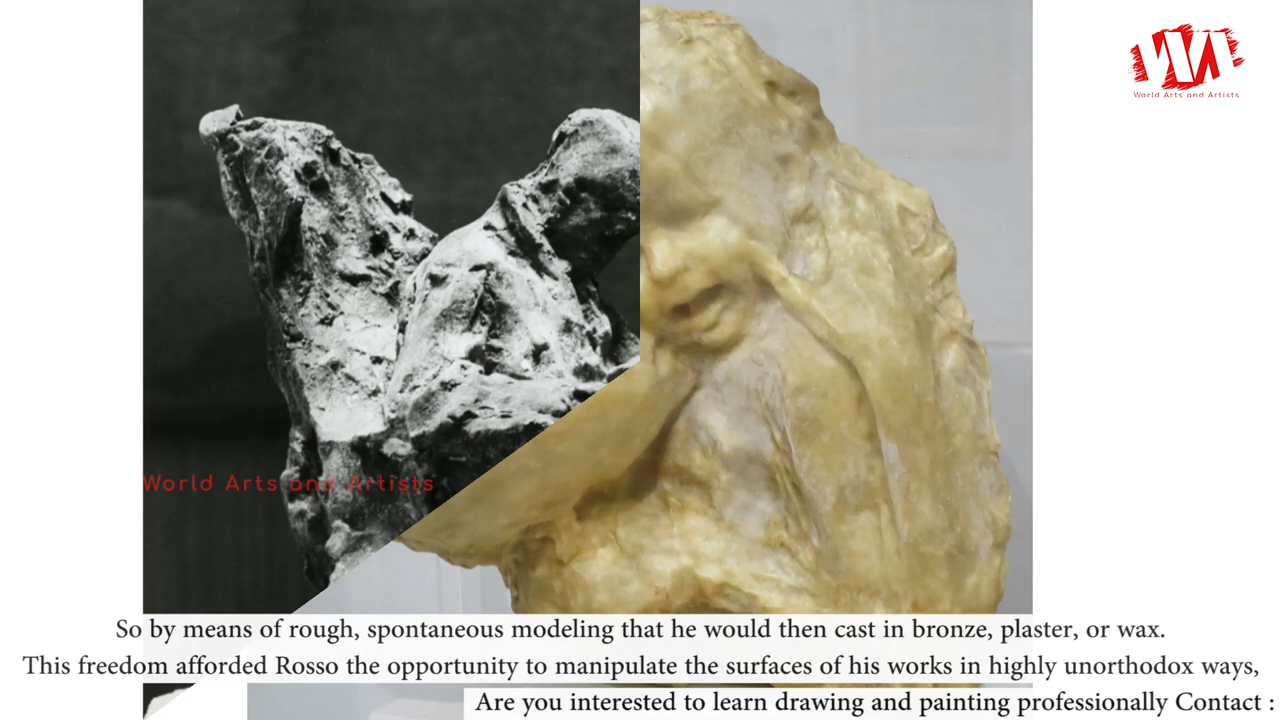 World Arts and Artists
World Arts and Artists
So by means of rough, spontaneous modeling that he would then cast in bronze, plaster, or wax.
This freedom afforded Rosso the opportunity to manipulate the surfaces of his works in highly unorthodox ways,
Are you interested to learn drawing and painting professionally Contact :